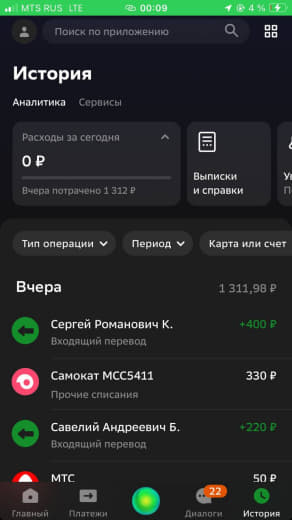 MTS RUS LTE 00:09 4 %
Поиск по приложению
История
Аналитика Сервисы
Расходы за сегодня
0 ₽
Вчера потрачено 1 312 ₽
Выписки
и справки
Тип операции Период Карта или счет
Вчера 1 311,98 ₽
Сергей Романович К. +400 ₽
Входящий перевод
Самокат MCC5411 330 ₽
Прочие списания
Савелий Андреевич Б. +220 ₽
Входящий перевод
МТС 50 ₽
22
Главный Платежи Диалоги История